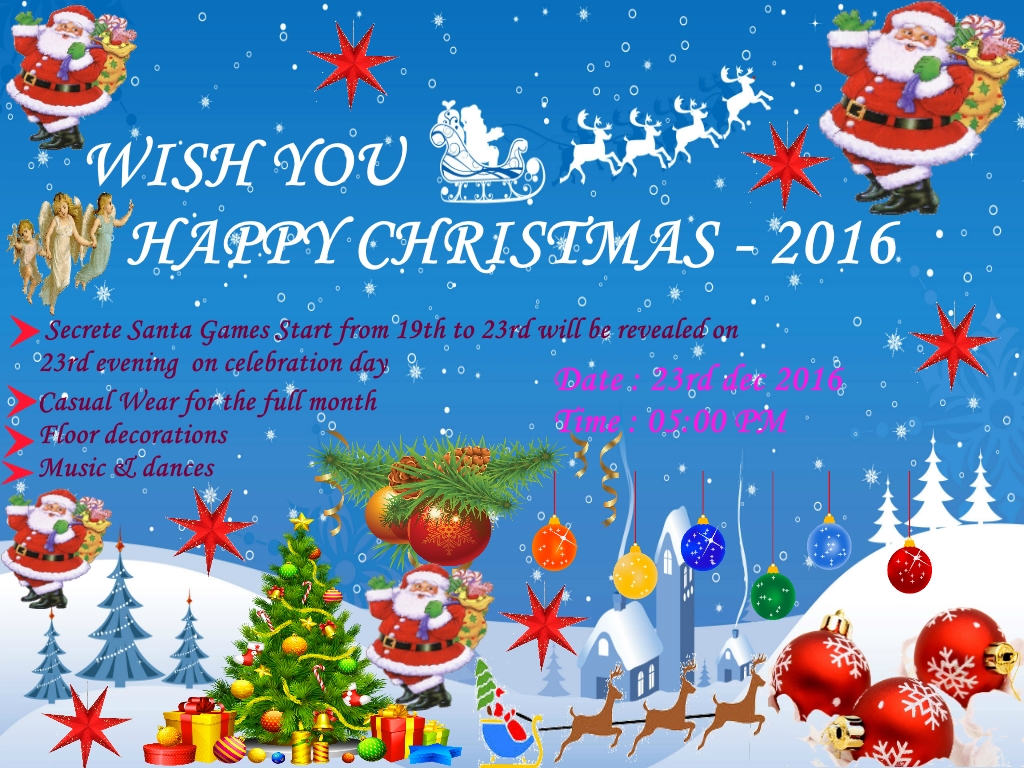 WISH YOU
HAPPY CHRISTMAS - 2016
Secrete Santa Games Start from 19th to 23rd will be revealed on
23rd evening on celebration day
Casual Wear for the full month
Floor decorations
Music & dances
Date : 23rd dec 2016
Time : 05:00 PM